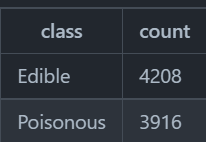 class count
Edible 4208
Poisonous 3916